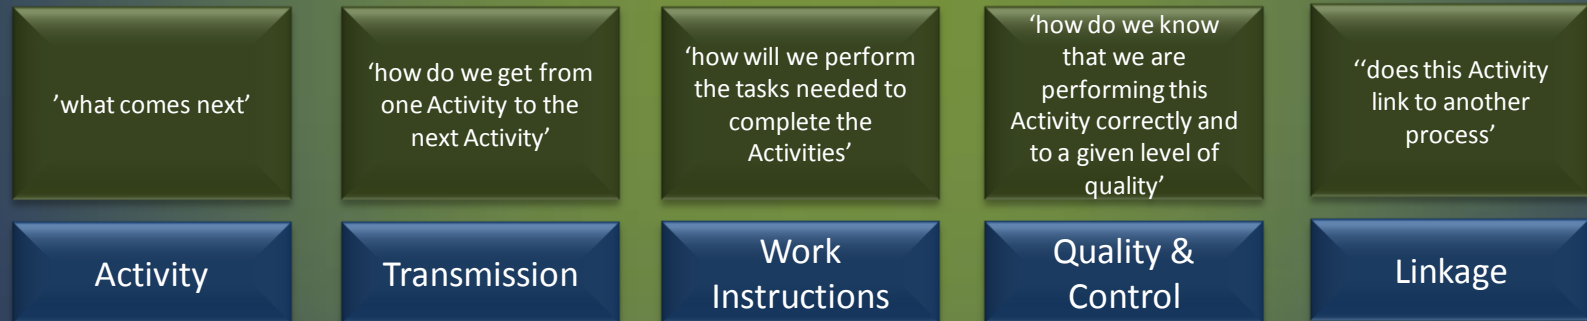 ’what comes next’
‘how do we get from
one Activity to the
next Activity’
‘how will we perform
the tasks needed to
complete the
Activities’
‘how do we know
that we are
performing this
Activity correctly and
to a given level of
quality’
‘‘does this Activity
link to another
process’
Activity
Transmission
Work
Instructions
Quality &
Control
Linkage